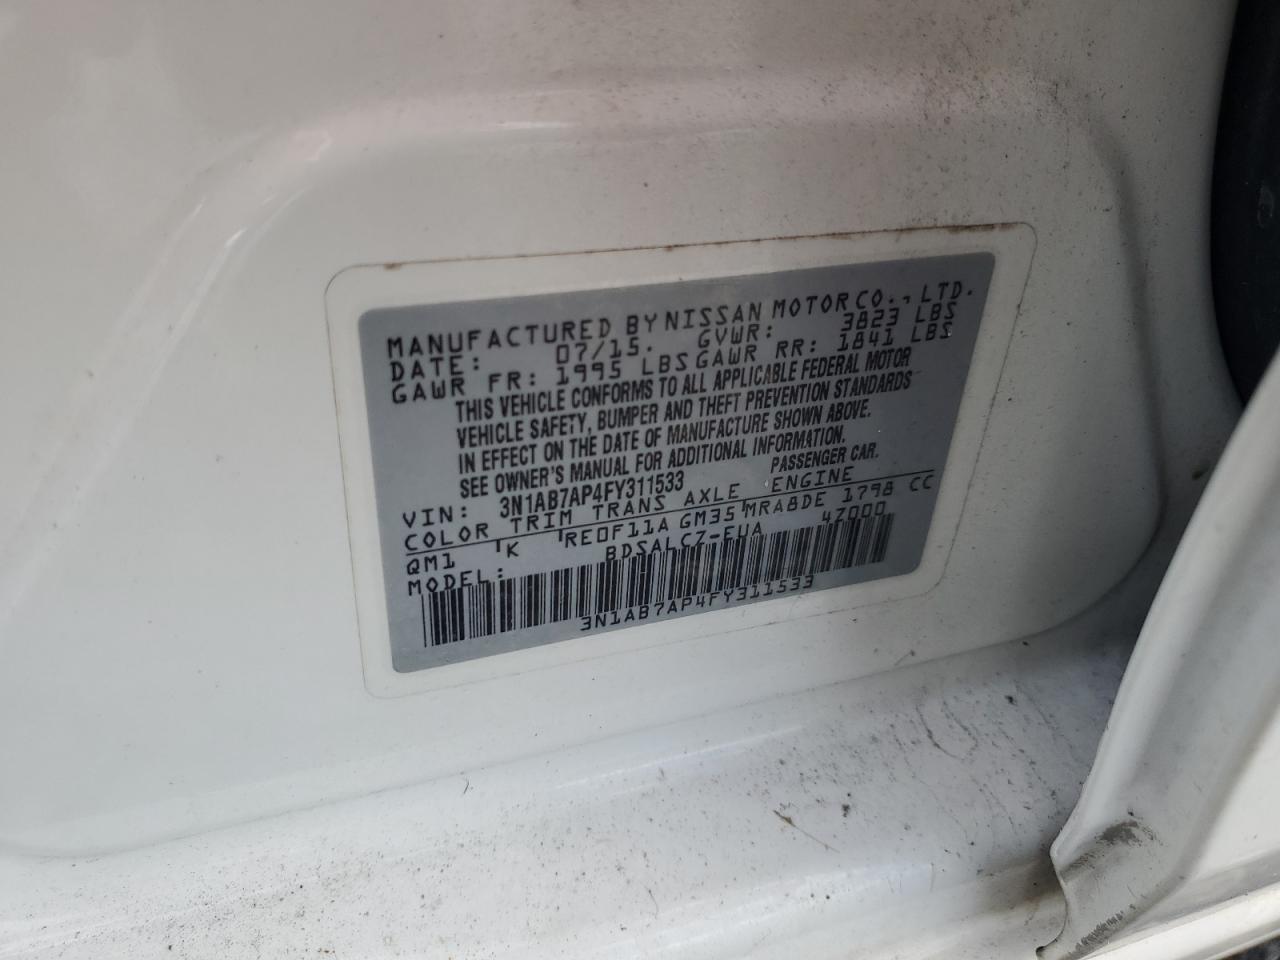 MANUFACTURED BY NISSAN MOTOR CO., LTD.
DATE: 07/15. GVWR: 3823 LBS
GAWR FR: 1995 LBS GAWR RR: 1841 LBS
THIS VEHICLE CONFORMS TO ALL APPLICABLE FEDERAL MOTOR
VEHICLE SAFETY, BUMPER AND THEFT PREVENTION STANDARDS
IN EFFECT ON THE DATE OF MANUFACTURE SHOWN ABOVE.
SEE OWNER'S MANUAL FOR ADDITIONAL INFORMATION.
VIN: 3N1AB7AP4FY311533 PASSENGER CAR.
COLOR TRIM TRANS AXLE ENGINE
QM1 K RE0F11A GM35 MRA8DE 1798 CC
MODEL: BDSALCZ-EUA 4Z000
3N1AB7AP4FY311533